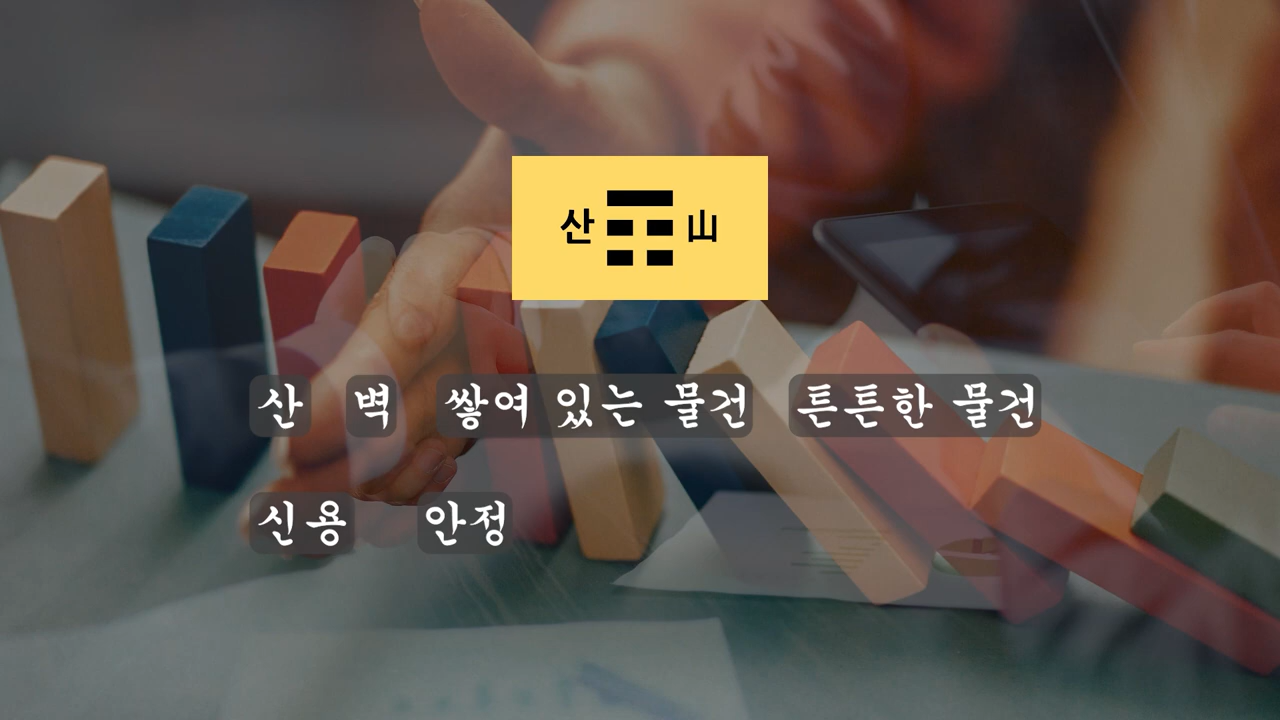 산 山
산 벽 쌓여 있는 물건 튼튼한 물건
신용 안정